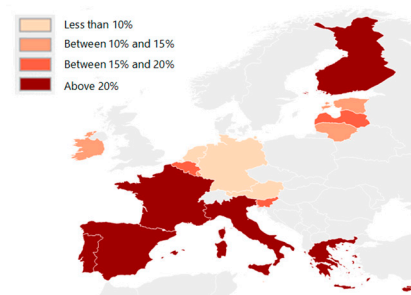 Less than 10%
Between 10% and 15%
Between 15% and 20%
Above 20%